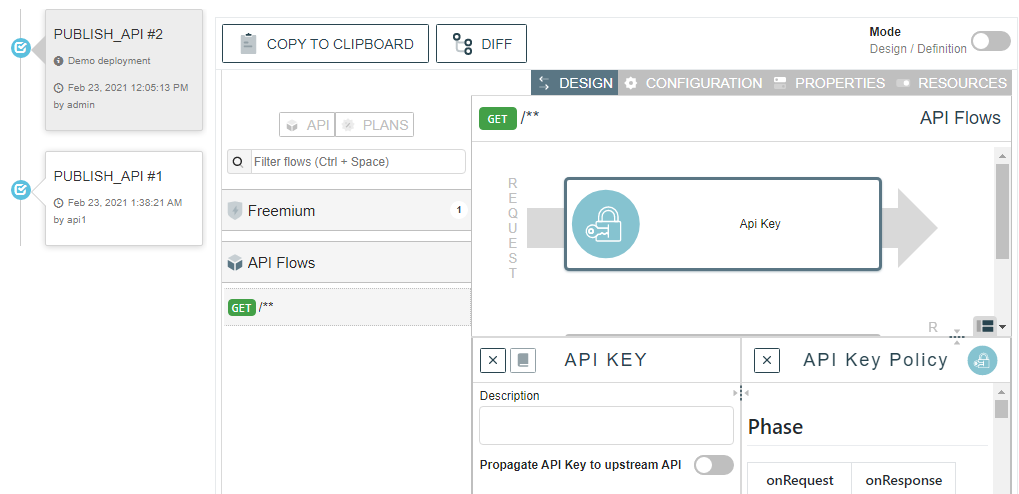 PUBLISH_API #2
Demo deployment
Feb 23, 2021 12:05:13 PM
by admin
PUBLISH_API #1
Feb 23, 2021 1:38:21 AM
by api1
COPY TO CLIPBOARD
DIFF
Mode
Design / Definition
DESIGN
CONFIGURATION
PROPERTIES
RESOURCES
API
PLANS
Filter flows (Ctrl + Space)
Freemium
1
API Flows
GET /**
GET /**
API Flows
REQUEST
Api Key
R
API KEY
Description
Propagate API Key to upstream API
API Key Policy
Phase
onRequest
onResponse